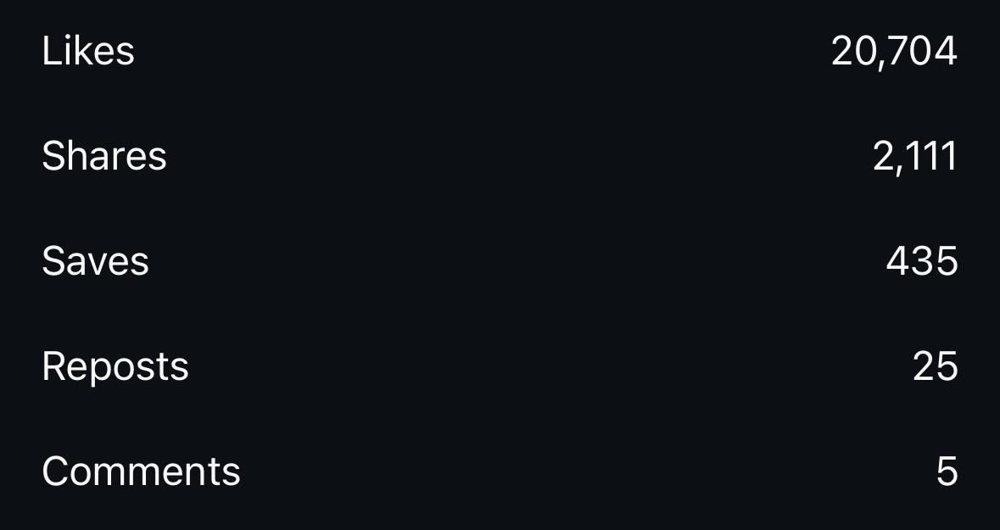 Likes 20,704
Shares 2,111
Saves 435
Reposts 25
Comments 5